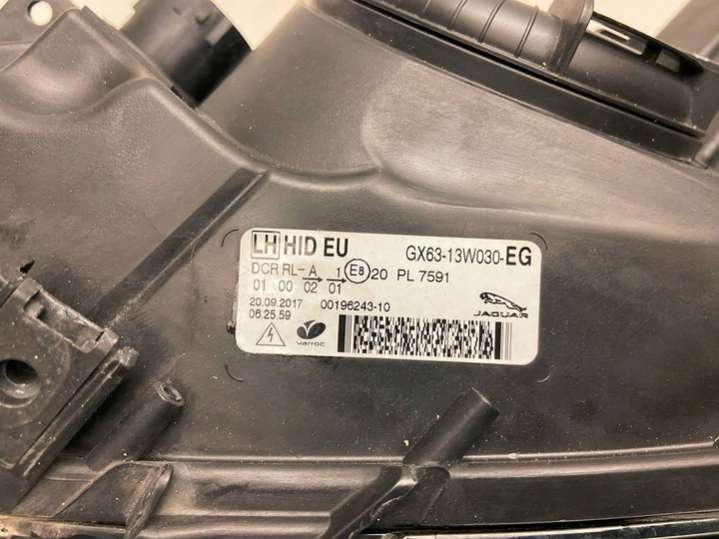 LH HID EU GX63-13W030-EG
DCR RL- A 1 E8 20 PL 7591
01 00 02 01
20.09.2017 00196243-10
06:25:59
JAGUAR
varroc